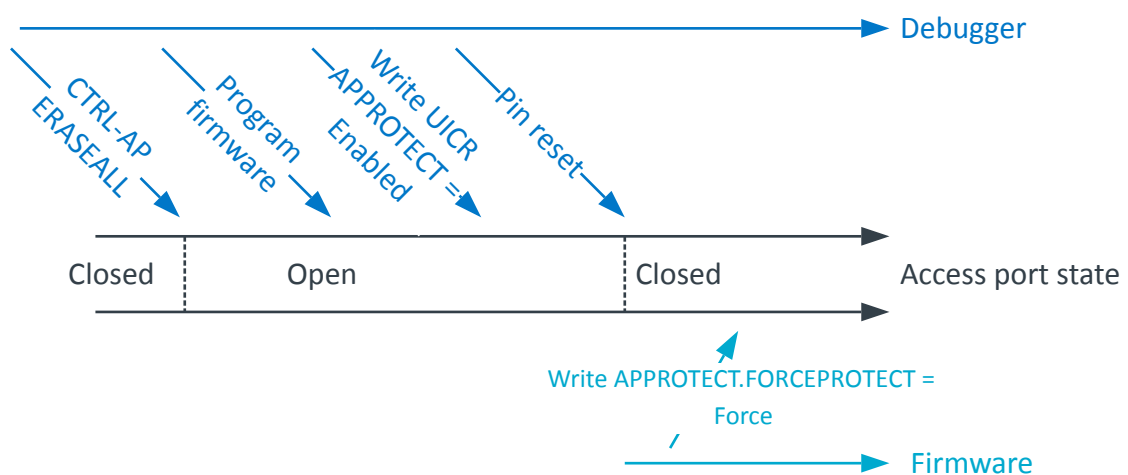 Debugger
CTRL-AP
ERASEALL
Program
firmware
Write UICR
APPROTECT =
Enabled
Pin reset
Closed
Open
Closed
Access port state
Write APPROTECT.FORCEPROTECT =
Force
Firmware